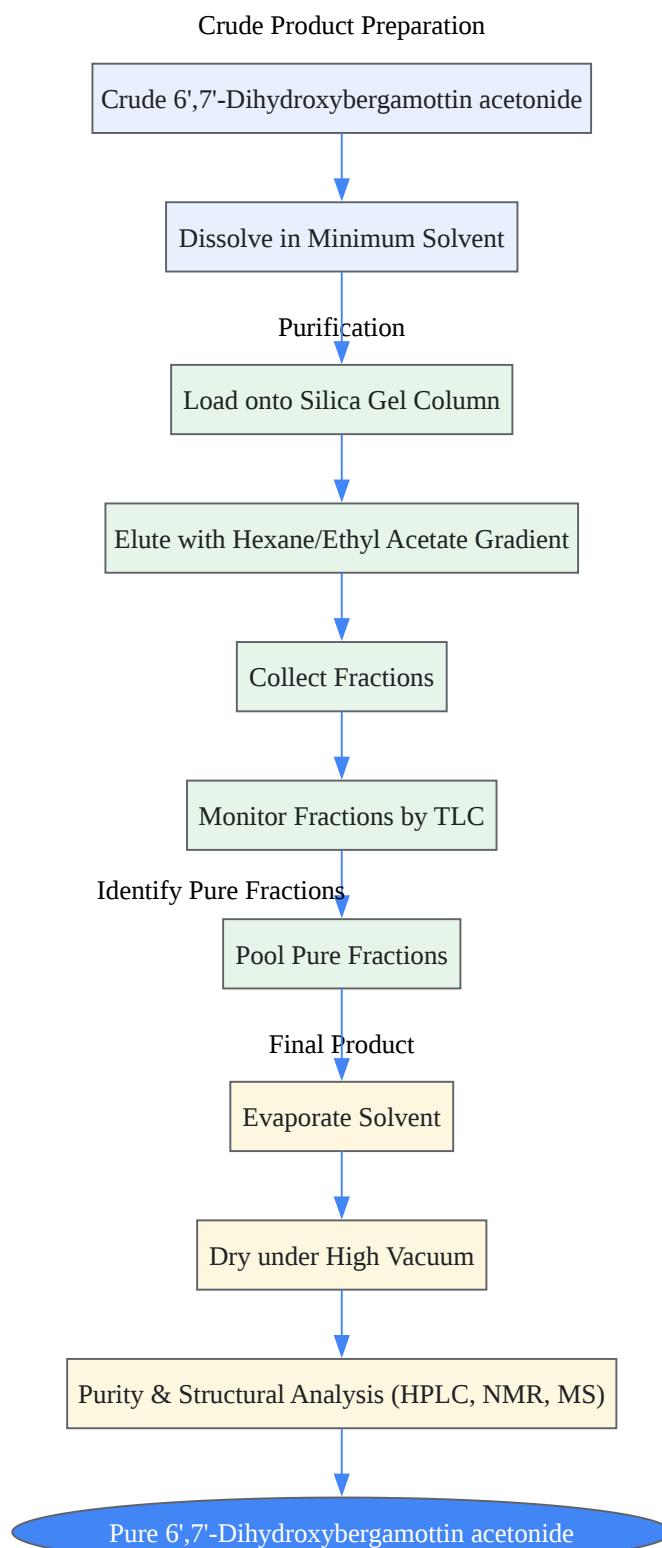 Crude Product Preparation
Crude 6',7'-Dihydroxybergamottin acetonide
Dissolve in Minimum Solvent
Purification
Load onto Silica Gel Column
Elute with Hexane/Ethyl Acetate Gradient
Collect Fractions
Monitor Fractions by TLC
Identify Pure Fractions
Pool Pure Fractions
Final Product
Evaporate Solvent
Dry under High Vacuum
Purity & Structural Analysis (HPLC, NMR, MS)
Pure 6',7'-Dihydroxybergamottin acetonide